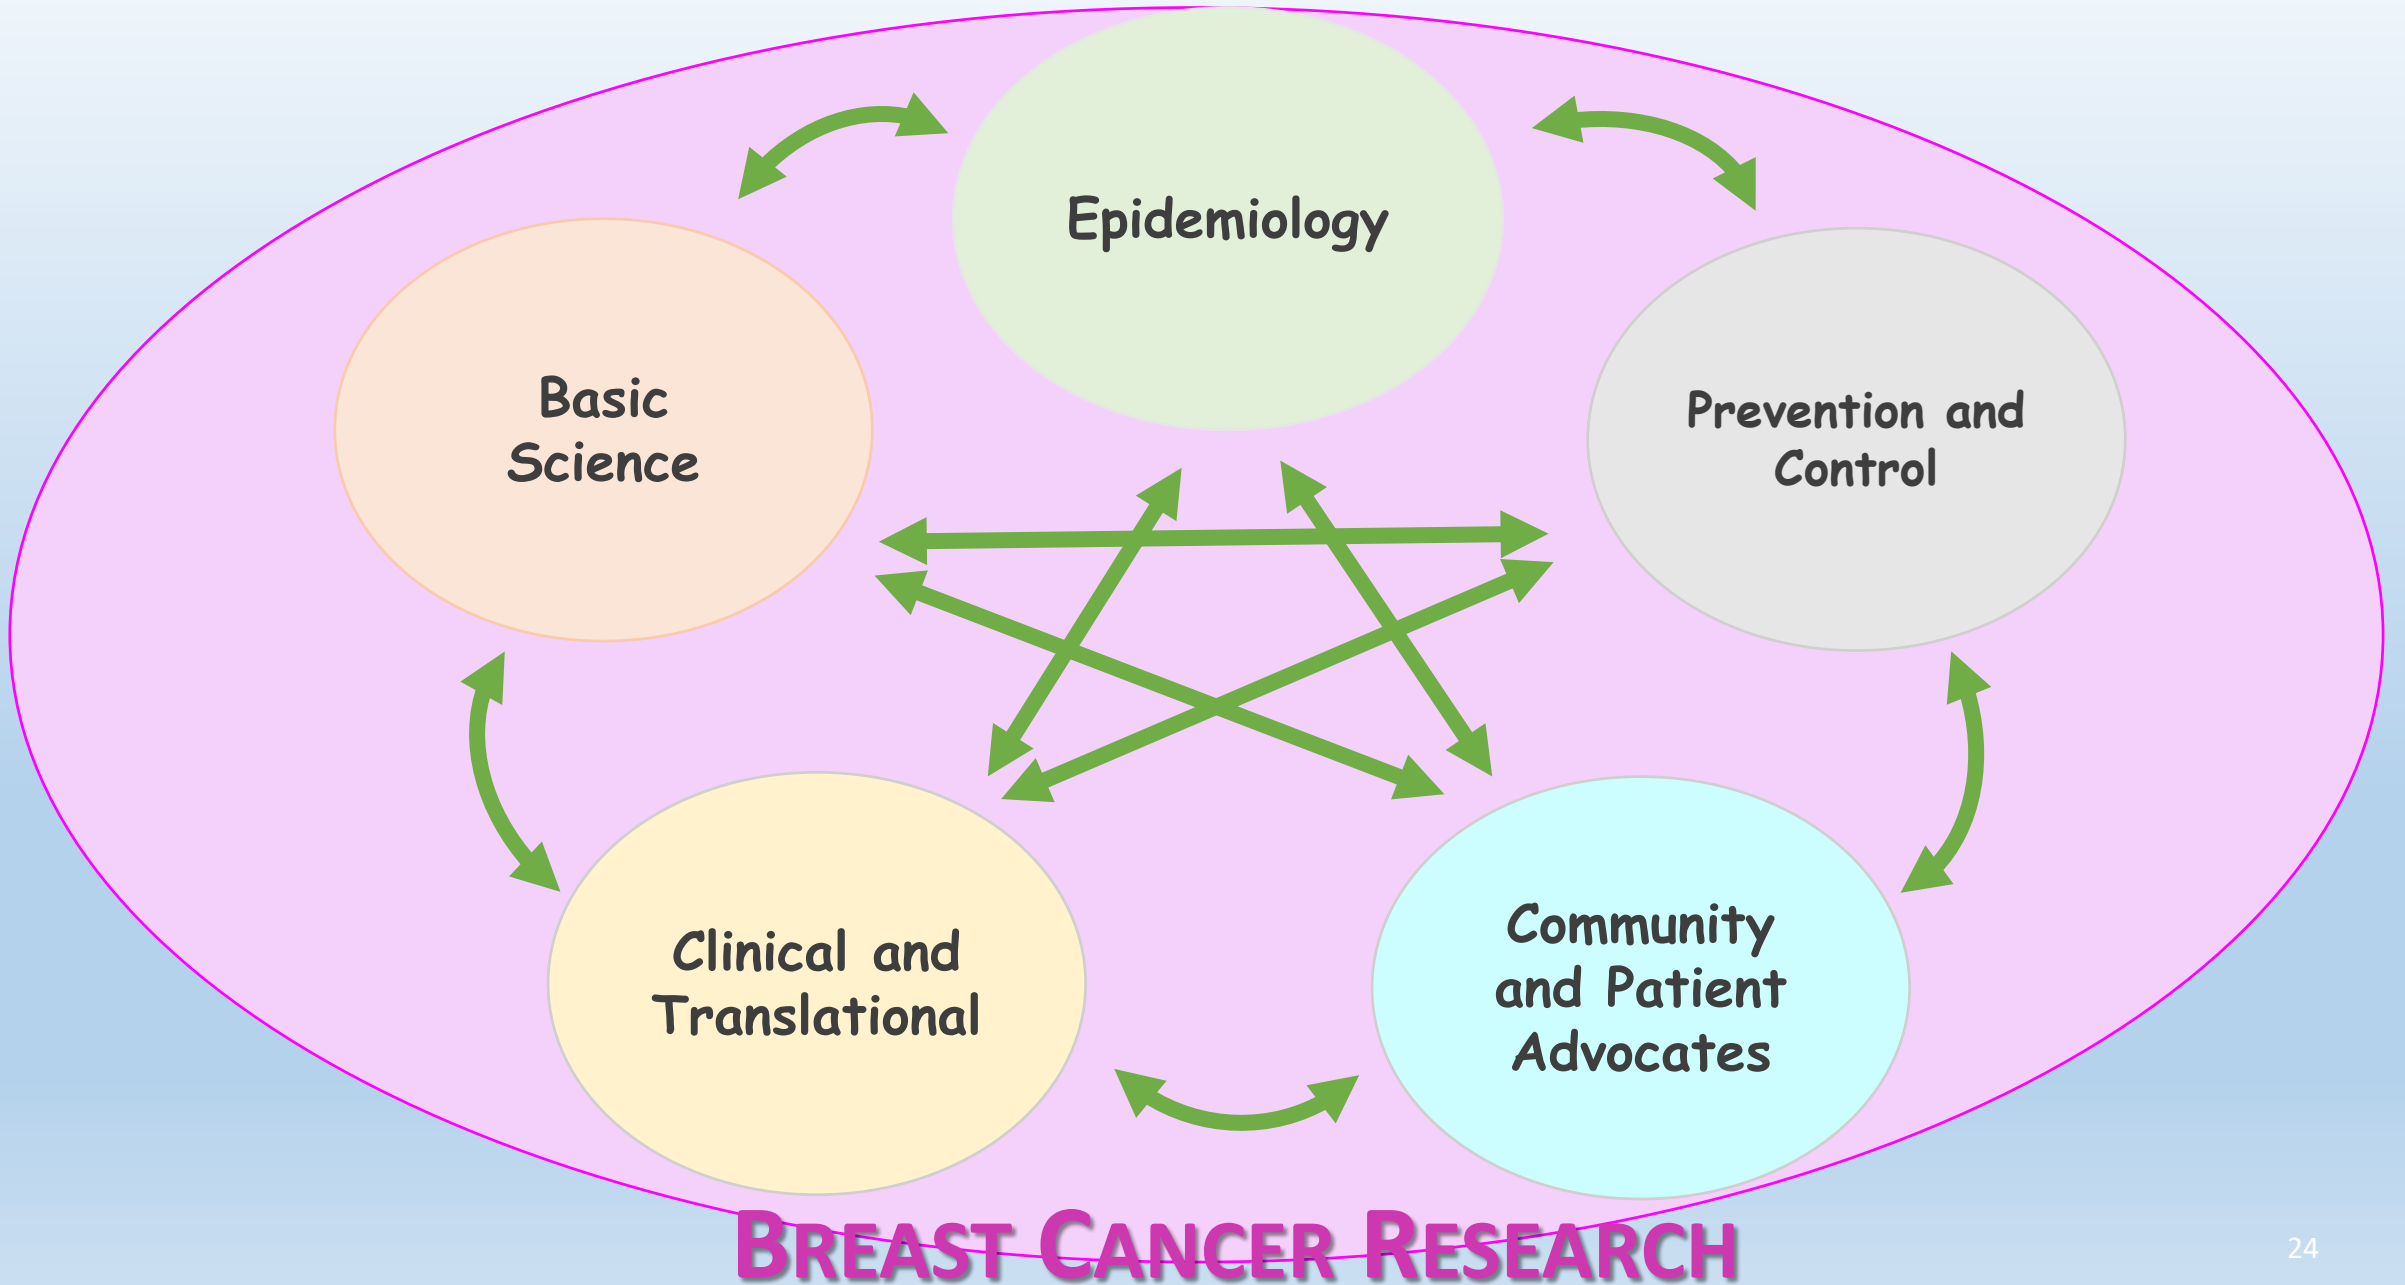 Epidemiology
Basic
Science
Prevention and
Control
Clinical and
Translational
Community
and Patient
Advocates
BREAST CANCER RESEARCH
24